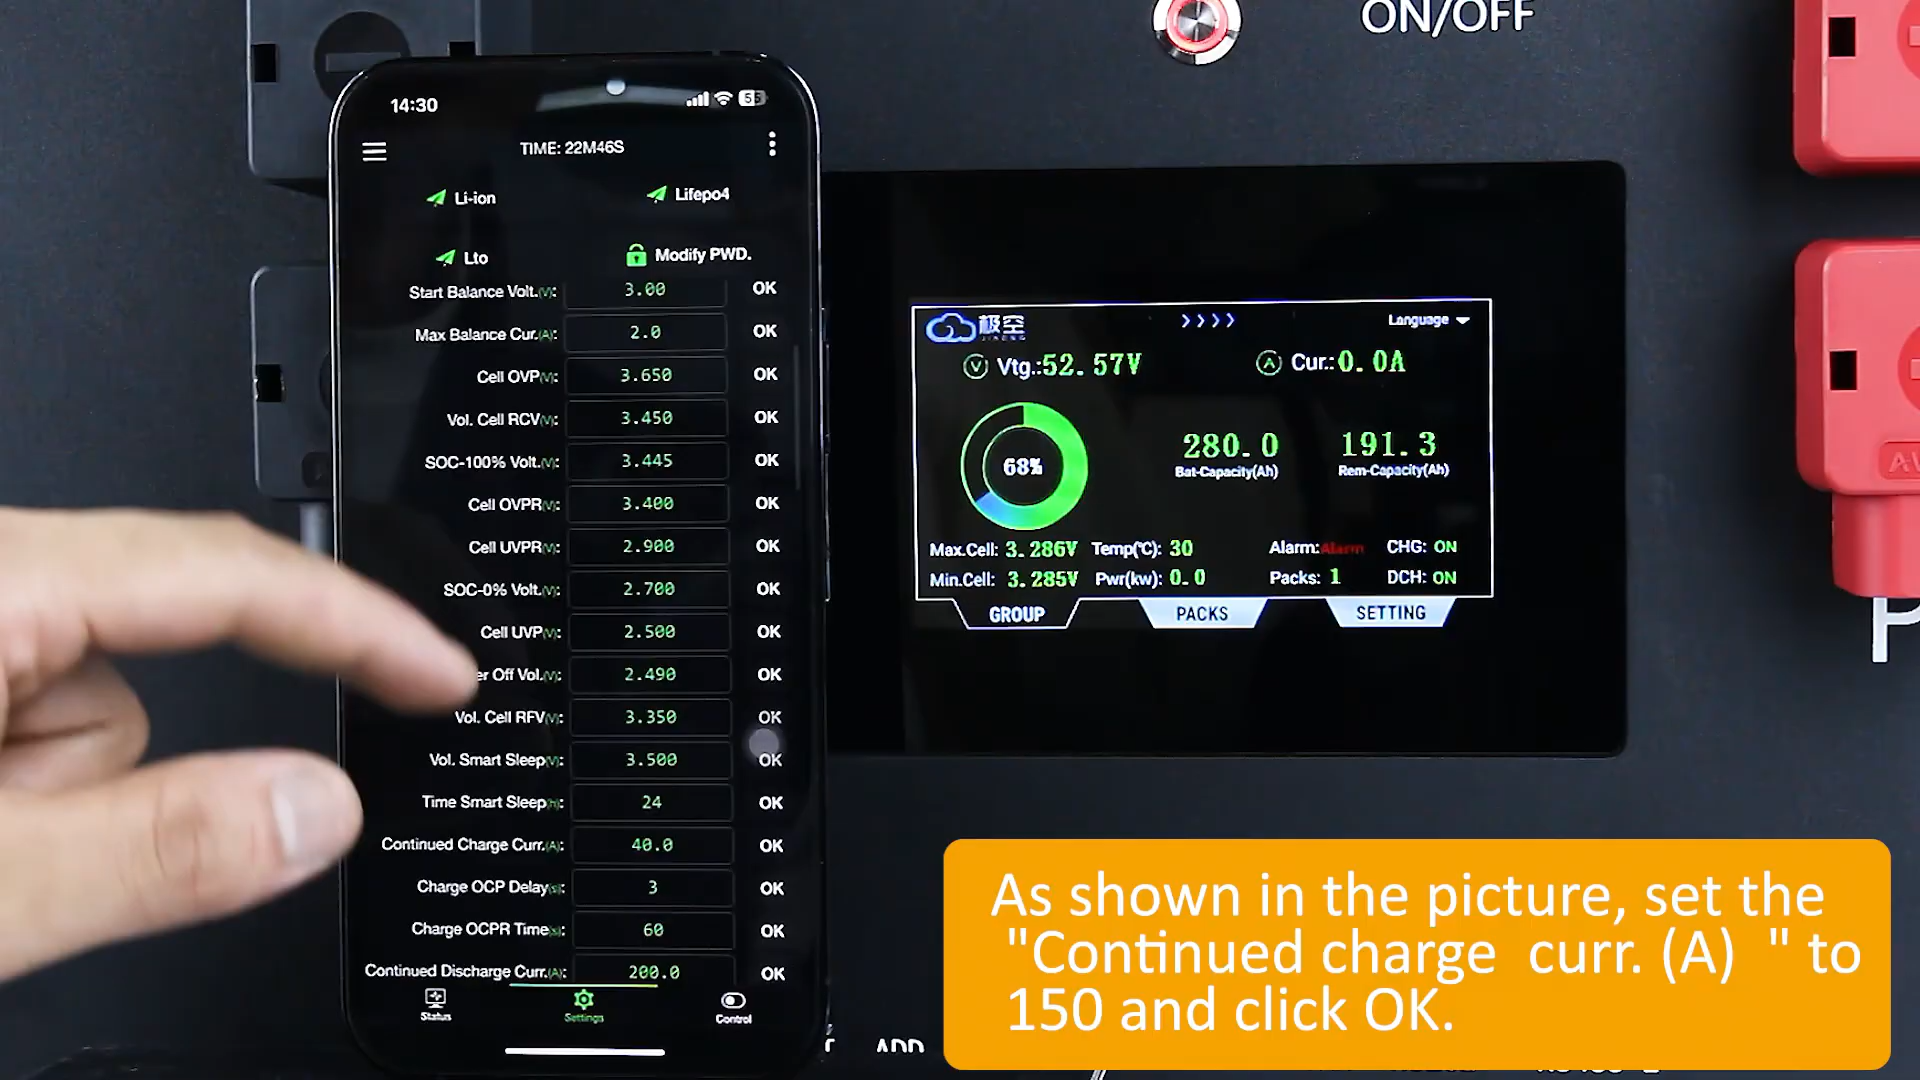 ON/OFF
14:30
55
TIME: 22M46S
Li-ion
Lifepo4
Lto
Modify PWD.
Start Balance Volt.(V): 3.00 OK
Max Balance Cur.(A): 2.0 OK
Cell OVP(V): 3.650 OK
Vol. Cell RCV(V): 3.450 OK
SOC-100% Volt.(V): 3.445 OK
Cell OVPR(V): 3.400 OK
Cell UVPR(V): 2.900 OK
SOC-0% Volt.(V): 2.700 OK
Cell UVP(V): 2.500 OK
er Off Vol.(V): 2.490 OK
Vol. Cell RFV(V): 3.350 OK
Vol. Smart Sleep(V): 3.500 OK
Time Smart Sleep(h): 24 OK
Continued Charge Curr.(A): 40.0 OK
Charge OCP Delay(s): 3 OK
Charge OCPR Time(s): 60 OK
Continued Discharge Curr.(A): 200.0 OK
Status
Settings
Control
极空
JIKONG
>>>>
Language
V Vtg.:52.57V
A Cur.:0.0A
68%
280.0
Bat-Capacity(Ah)
191.3
Rem-Capacity(Ah)
Max.Cell: 3.286V Temp(℃): 30 Alarm:Alarm CHG: ON
Min.Cell: 3.285V Pwr(kw): 0.0 Packs: 1 DCH: ON
GROUP
PACKS
SETTING
As shown in the picture, set the
"Continued charge curr. (A) " to
150 and click OK.